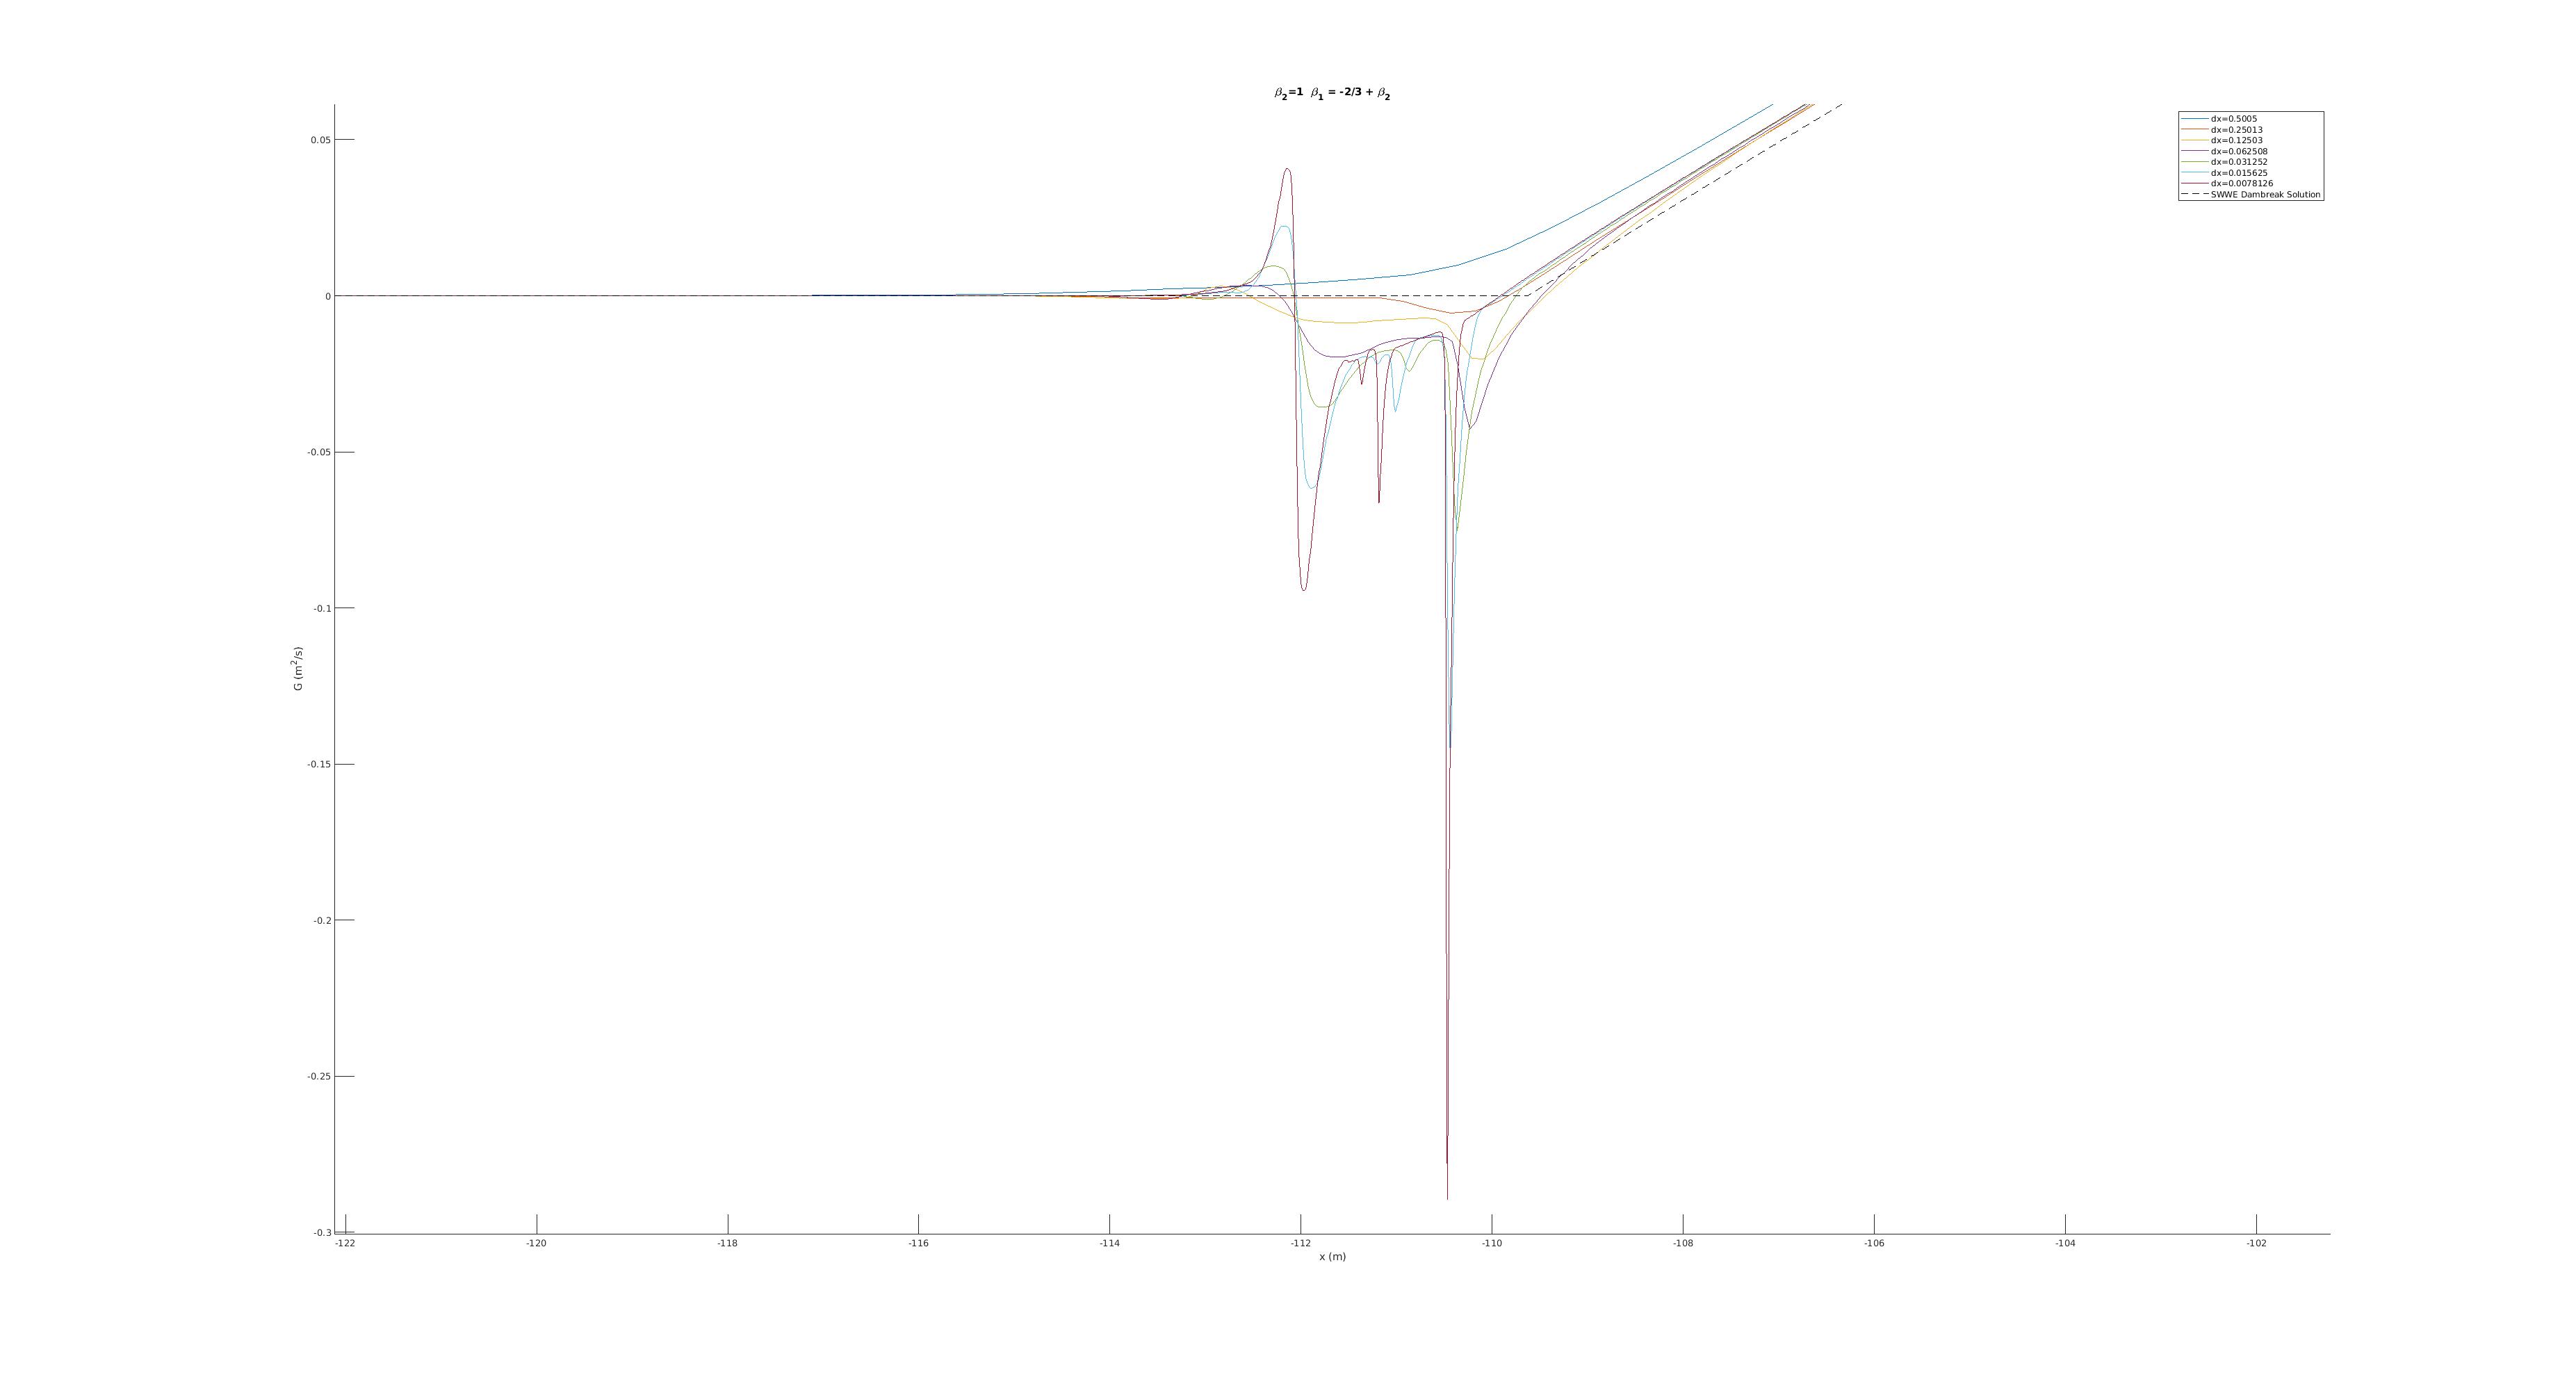 β₂=1 β₁ = -2/3 + β₂
dx=0.5005
dx=0.25013
dx=0.12503
dx=0.062508
dx=0.031252
dx=0.015625
dx=0.0078126
SWWE Dambreak Solution
0.05
0
-0.05
-0.1
-0.15
-0.2
-0.25
-0.3
G (m²/s)
-122 -120 -118 -116 -114 -112 -110 -108 -106 -104 -102
x (m)